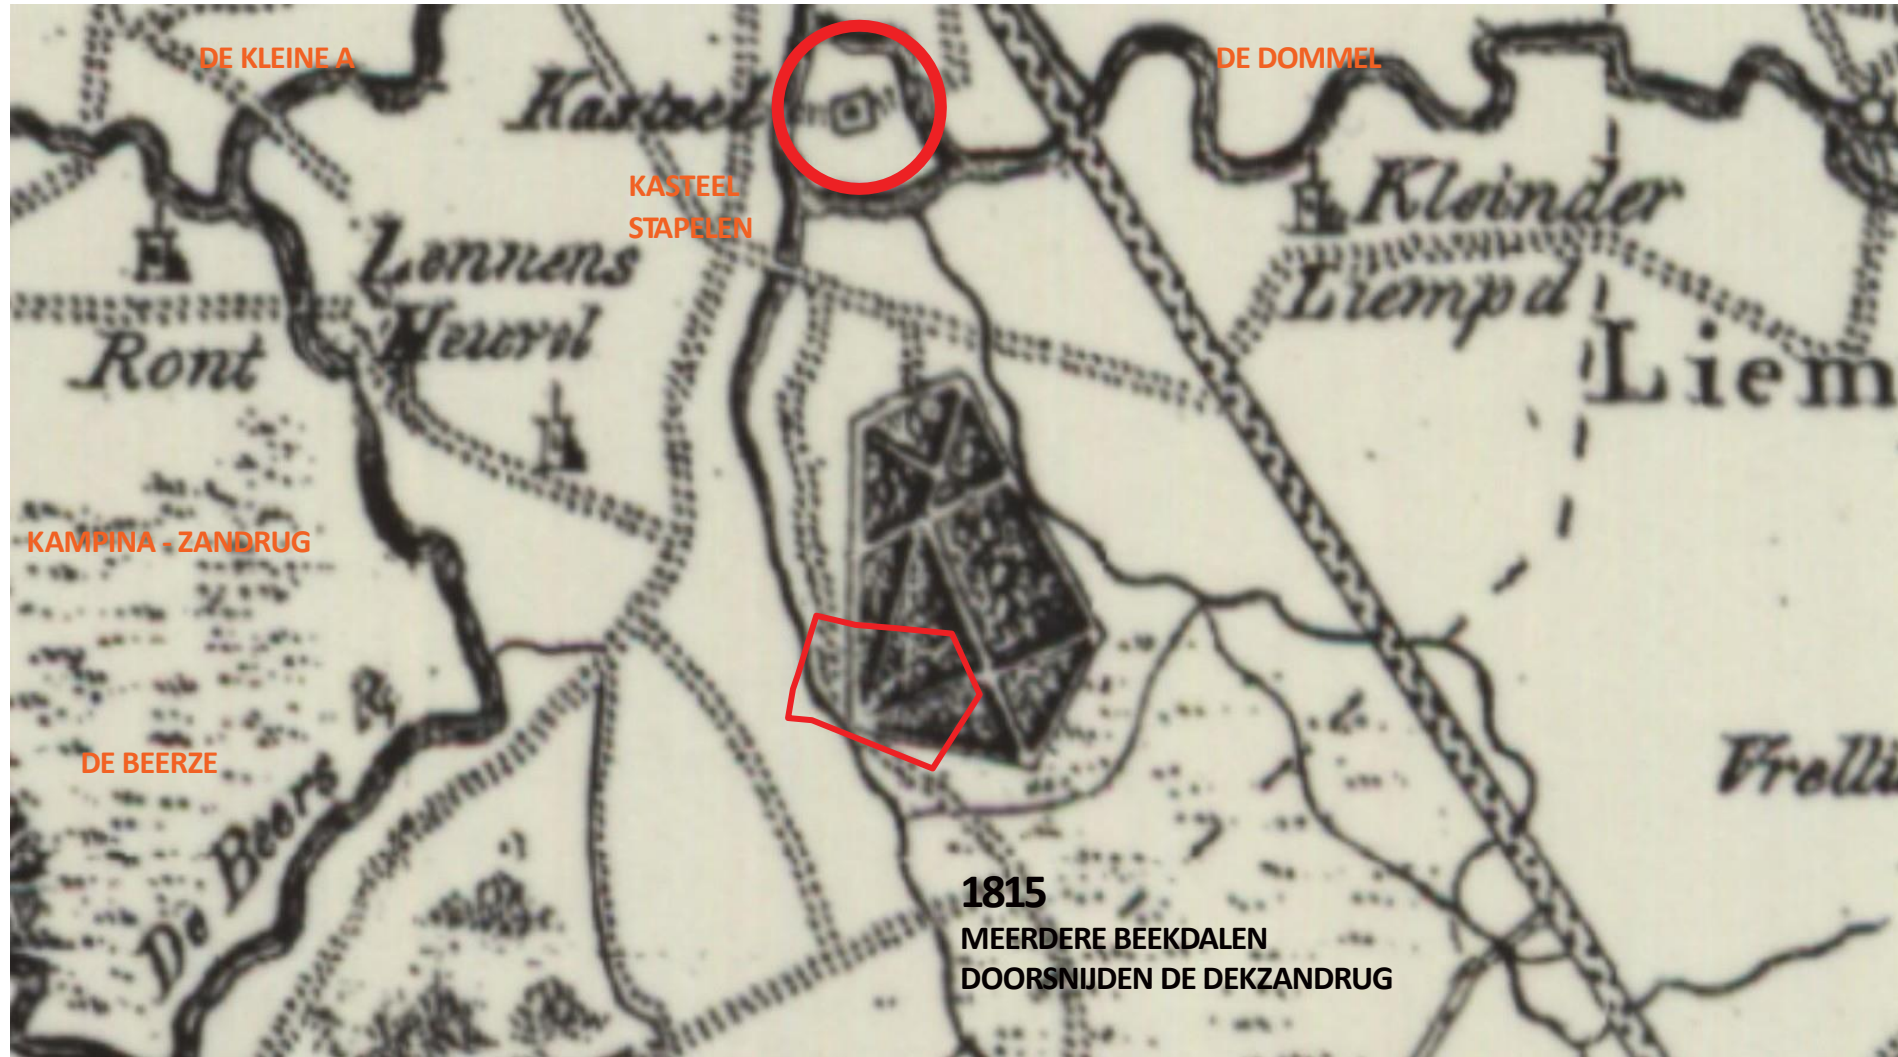 DE KLEINE A
DE DOMMEL
Kasteel
KASTEEL
STAPELEN
Kleinder
Liempd
Lennens
Heuvel
Ront
Liem
KAMPINA - ZANDRUG
DE BEERZE
De Beers
1815
MEERDERE BEEKDALEN
DOORSNIJDEN DE DEKZANDRUG